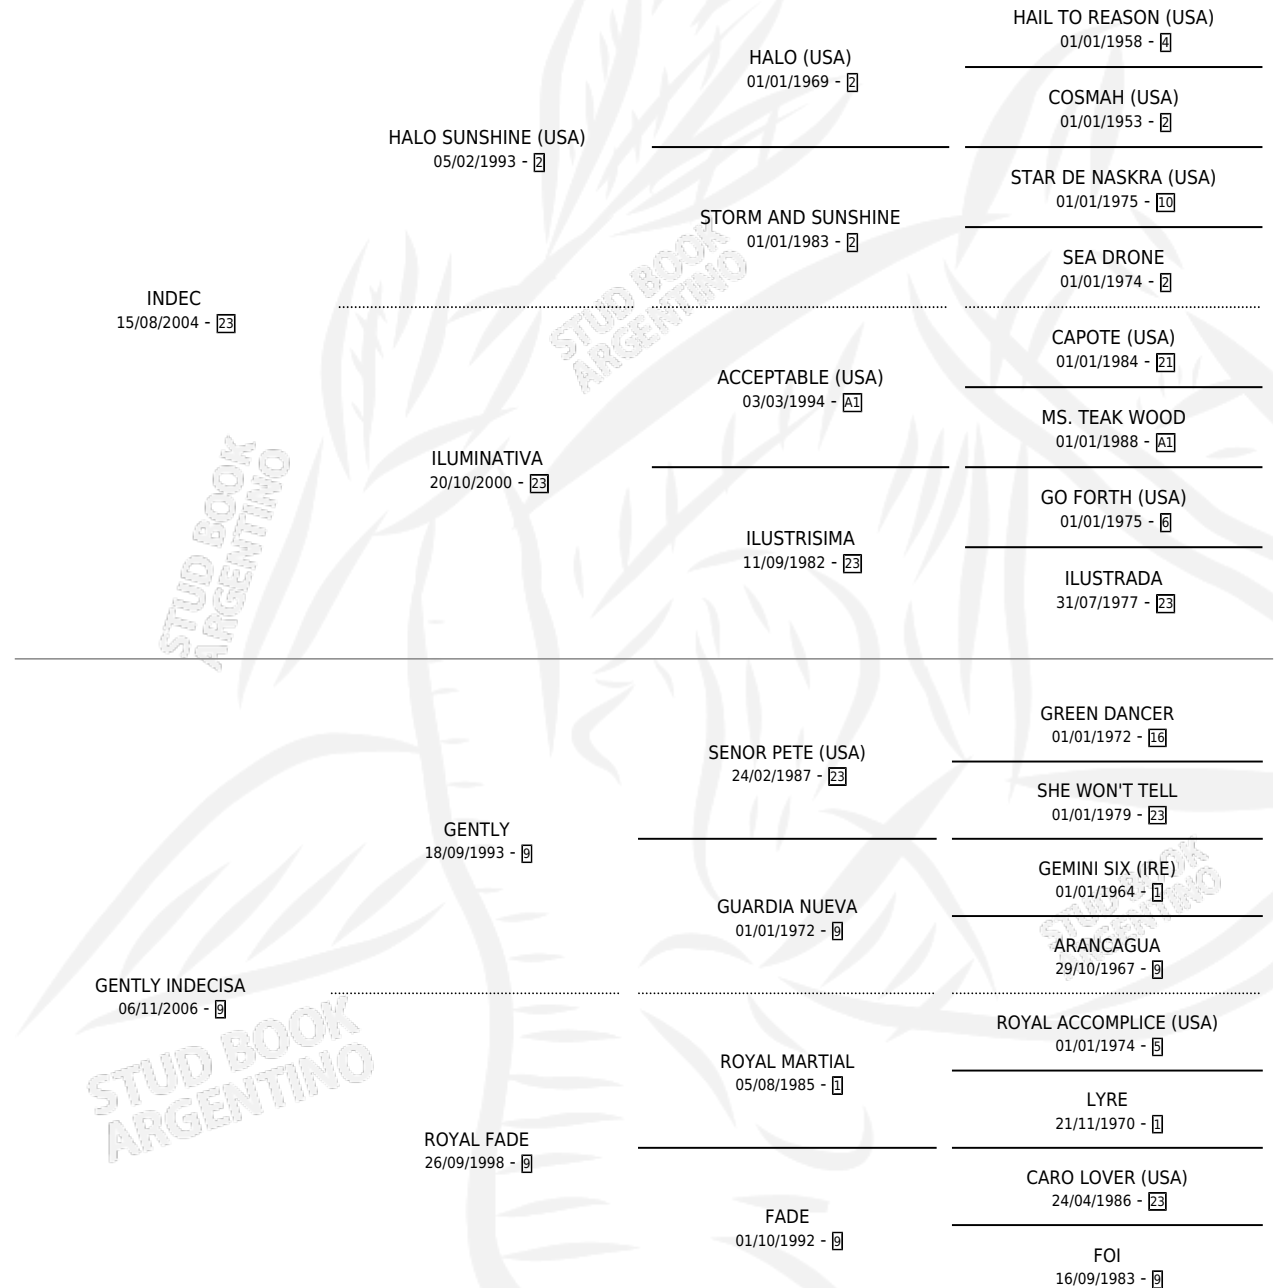 HAIL TO REASON (USA)
01/01/1958 - 4
HALO (USA)
01/01/1969 - 2
COSMAH (USA)
01/01/1953 - 2
HALO SUNSHINE (USA)
05/02/1993 - 2
STAR DE NASKRA (USA)
01/01/1975 - 10
STORM AND SUNSHINE
01/01/1983 - 2
SEA DRONE
01/01/1974 - 2
INDEC
15/08/2004 - 23
CAPOTE (USA)
01/01/1984 - 21
ACCEPTABLE (USA)
03/03/1994 - A1
MS. TEAK WOOD
01/01/1988 - A1
ILUMINATIVA
20/10/2000 - 23
GO FORTH (USA)
01/01/1975 - 6
ILUSTRISIMA
11/09/1982 - 23
ILUSTRADA
31/07/1977 - 23
GREEN DANCER
01/01/1972 - 16
SENOR PETE (USA)
24/02/1987 - 23
SHE WON'T TELL
01/01/1979 - 23
GENTLY
18/09/1993 - 9
GEMINI SIX (IRE)
01/01/1964 - 1
GUARDIA NUEVA
01/01/1972 - 9
ARANCAGUA
29/10/1967 - 9
GENTLY INDECISA
06/11/2006 - 9
ROYAL ACCOMPLICE (USA)
01/01/1974 - 5
ROYAL MARTIAL
05/08/1985 - 1
LYRE
21/11/1970 - 1
ROYAL FADE
26/09/1998 - 9
CARO LOVER (USA)
24/04/1986 - 23
FADE
01/10/1992 - 9
FOI
16/09/1983 - 9
STUD BOOK
ARGENTINO
STUD BOOK
ARGENTINO
STUD BOOK
ARGENTINO
STUD BOOK
ARGENTINO